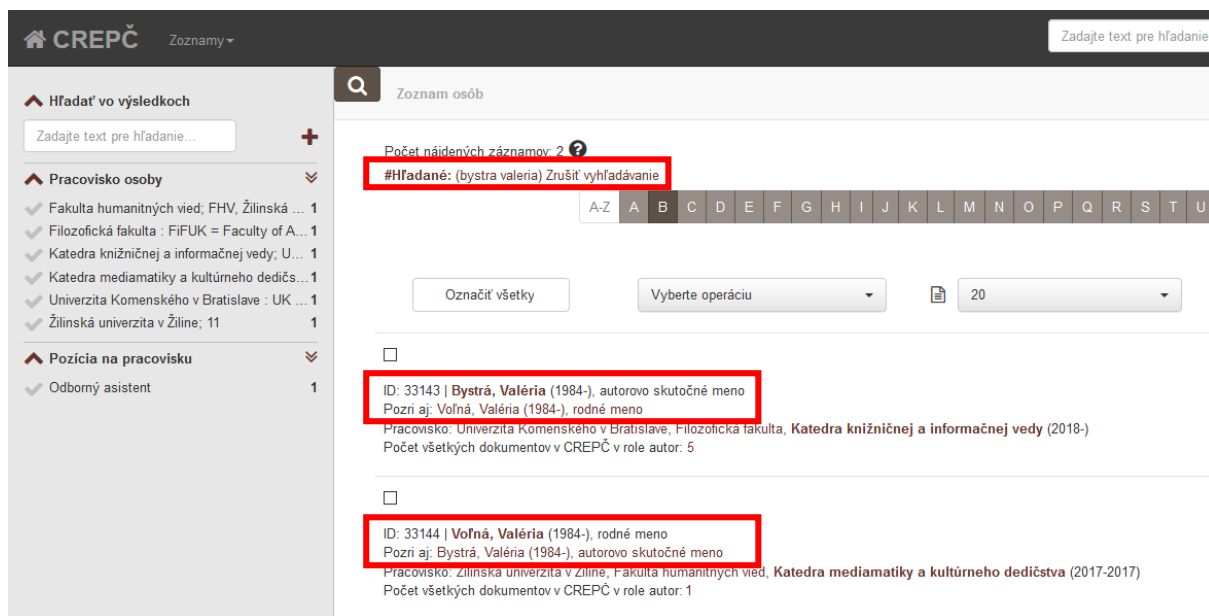 CREPČ Zoznamy
Zadajte text pre hľadanie
Hľadať vo výsledkoch
Zadajte text pre hľadanie...
Pracovisko osoby
Fakulta humanitných vied; FHV, Žilinská ... 1
Filozofická fakulta : FiFUK = Faculty of A... 1
Katedra knižničnej a informačnej vedy; U... 1
Katedra mediamatiky a kultúrneho dedičs... 1
Univerzita Komenského v Bratislave : UK ... 1
Žilinská univerzita v Žiline; 11 1
Pozícia na pracovisku
Odborný asistent 1
Zoznam osôb
Počet nájdených záznamov: 2 ?
#Hľadané: (bystra valeria) Zrušiť vyhľadávanie
A-Z A B C D E F G H I J K L M N O P Q R S T U
Označiť všetky Vyberte operáciu 20
ID: 33143 | Bystrá, Valéria (1984-), autorovo skutočné meno
Pozri aj: Voľná, Valéria (1984-), rodné meno
Pracovisko: Univerzita Komenského v Bratislave, Filozofická fakulta, Katedra knižničnej a informačnej vedy (2018-)
Počet všetkých dokumentov v CREPČ v role autor: 5
ID: 33144 | Voľná, Valéria (1984-), rodné meno
Pozri aj: Bystrá, Valéria (1984-), autorovo skutočné meno
Pracovisko: Žilinská univerzita v Žiline, Fakulta humanitných vied, Katedra mediamatiky a kultúrneho dedičstva (2017-2017)
Počet všetkých dokumentov v CREPČ v role autor: 1